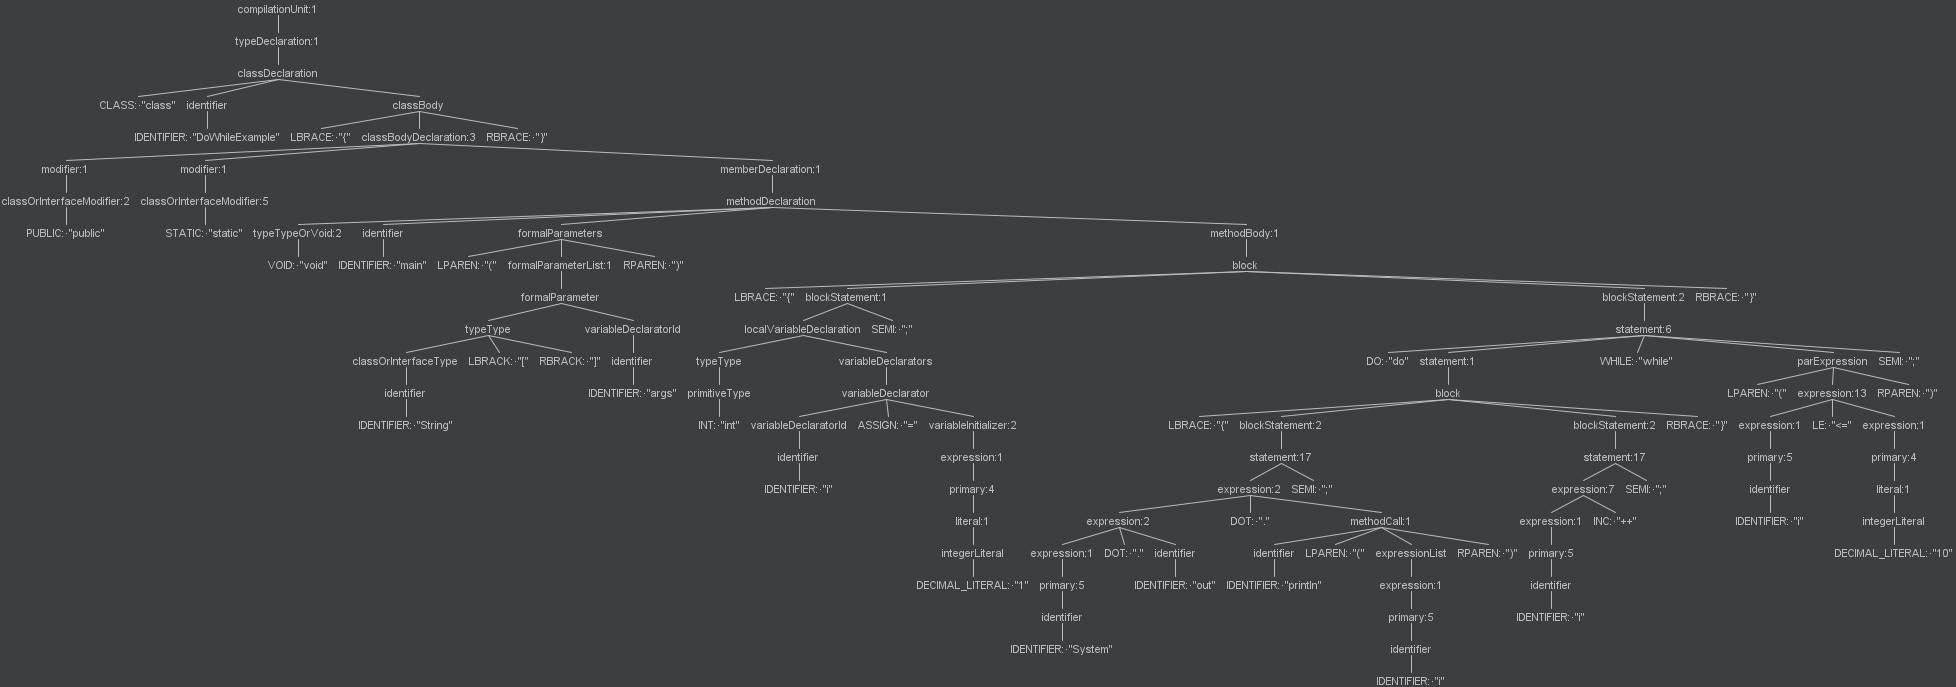 compilationUnit:1
typeDeclaration:1
classDeclaration
CLASS:·"class" identifier classBody
IDENTIFIER:·"DoWhileExample" LBRACE:·"{" classBodyDeclaration:3 RBRACE:·"}"
modifier:1 modifier:1 memberDeclaration:1
classOrInterfaceModifier:2 classOrInterfaceModifier:5 methodDeclaration
PUBLIC:·"public" STATIC:·"static" typeTypeOrVoid:2 identifier formalParameters methodBody:1
VOID:·"void" IDENTIFIER:·"main" LPAREN:·"(" formalParameterList:1 RPAREN:·")" block
formalParameter LBRACE:·"{" blockStatement:1 blockStatement:2 RBRACE:·"}"
typeType variableDeclaratorId localVariableDeclaration SEMI:·";" statement:6
classOrInterfaceType LBRACK:·"[" RBRACK:·"]" identifier typeType variableDeclarators DO:·"do" statement:1 WHILE:·"while" parExpression SEMI:·";"
identifier IDENTIFIER:·"args" primitiveType variableDeclarator block LPAREN:·"(" expression:13 RPAREN:·")"
IDENTIFIER:·"String" INT:·"int" variableDeclaratorId ASSIGN:·"=" variableInitializer:2 LBRACE:·"{" blockStatement:2 blockStatement:2 RBRACE:·"}" expression:1 LE:·"<=" expression:1
identifier expression:1 statement:17 statement:17 primary:5 primary:4
IDENTIFIER:·"i" primary:4 expression:2 SEMI:·";" expression:7 SEMI:·";" identifier literal:1
literal:1 expression:2 DOT:·"." methodCall:1 expression:1 INC:·"++" IDENTIFIER:·"i" integerLiteral
integerLiteral expression:1 DOT:·"." identifier identifier LPAREN:·"(" expressionList RPAREN:·")" primary:5 DECIMAL_LITERAL:·"10"
DECIMAL_LITERAL:·"1" primary:5 IDENTIFIER:·"out" IDENTIFIER:·"println" expression:1 identifier
identifier primary:5 IDENTIFIER:·"i"
IDENTIFIER:·"System" identifier
IDENTIFIER:·"i"